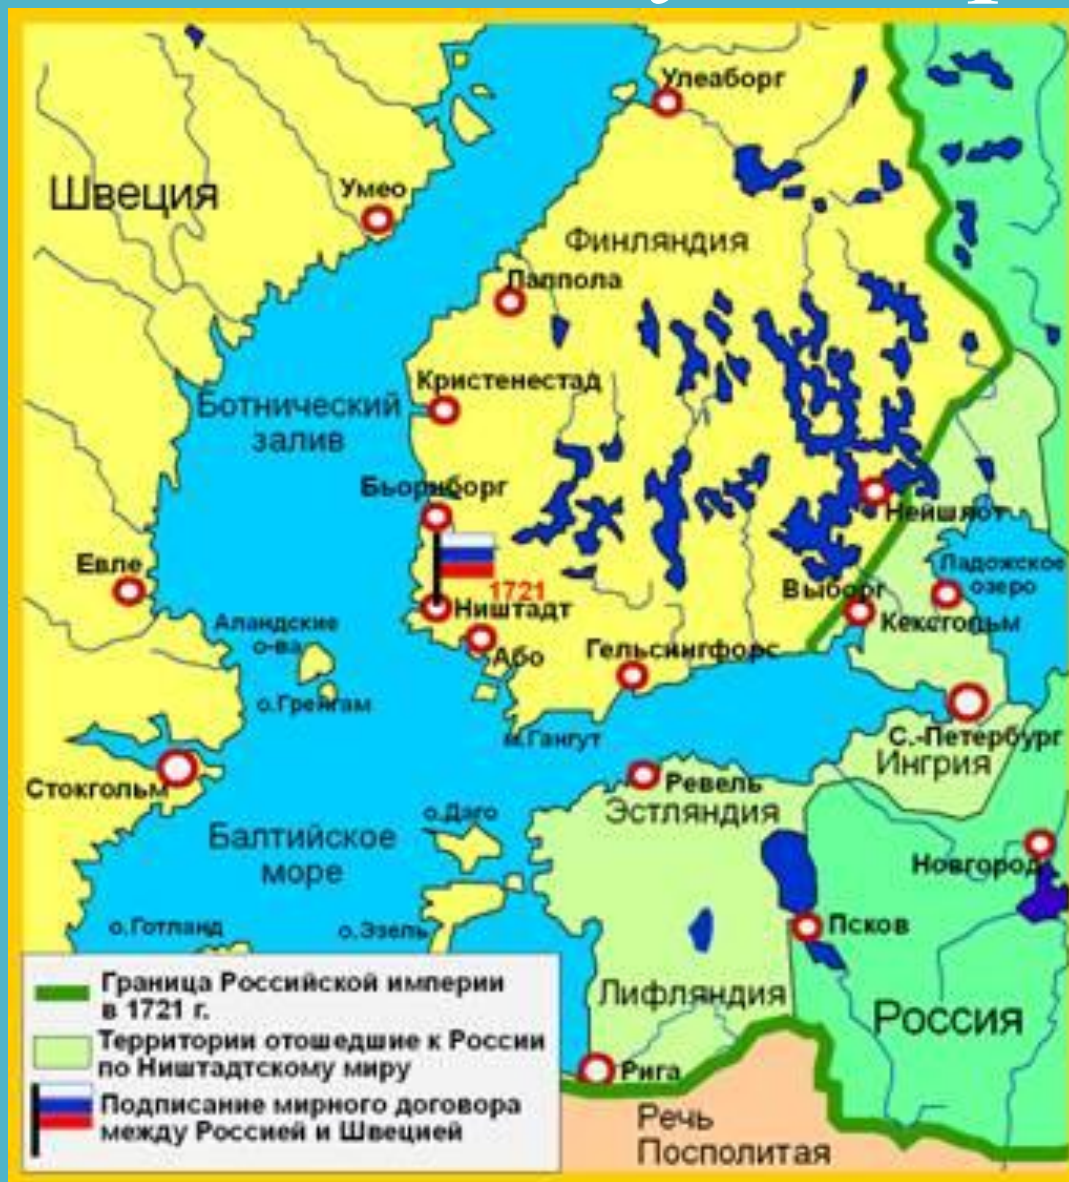 Улеаборг
Швеция
Умео
Финляндия
Лаппола
Кристенестад
Ботнический
залив
Бьорнборг
Нейшлот
Евле
1721
Ништадт
Ладожское
озеро
Выборг
Кексгольм
Аландские
о-ва
Або
Гельсингфорс
о.Гренгам
м.Гангут
С.-Петербург
Ингрия
Стокгольм
Ревель
Эстляндия
о.Даго
Балтийское
море
Новгород
о.Готланд
о.Эзель
Псков
Лифляндия
Россия
Рига
Речь
Посполитая
Граница Российской империи
в 1721 г.
Территории отошедшие к России
по Ништадтскому миру
Подписание мирного договора
между Россией и Швецией